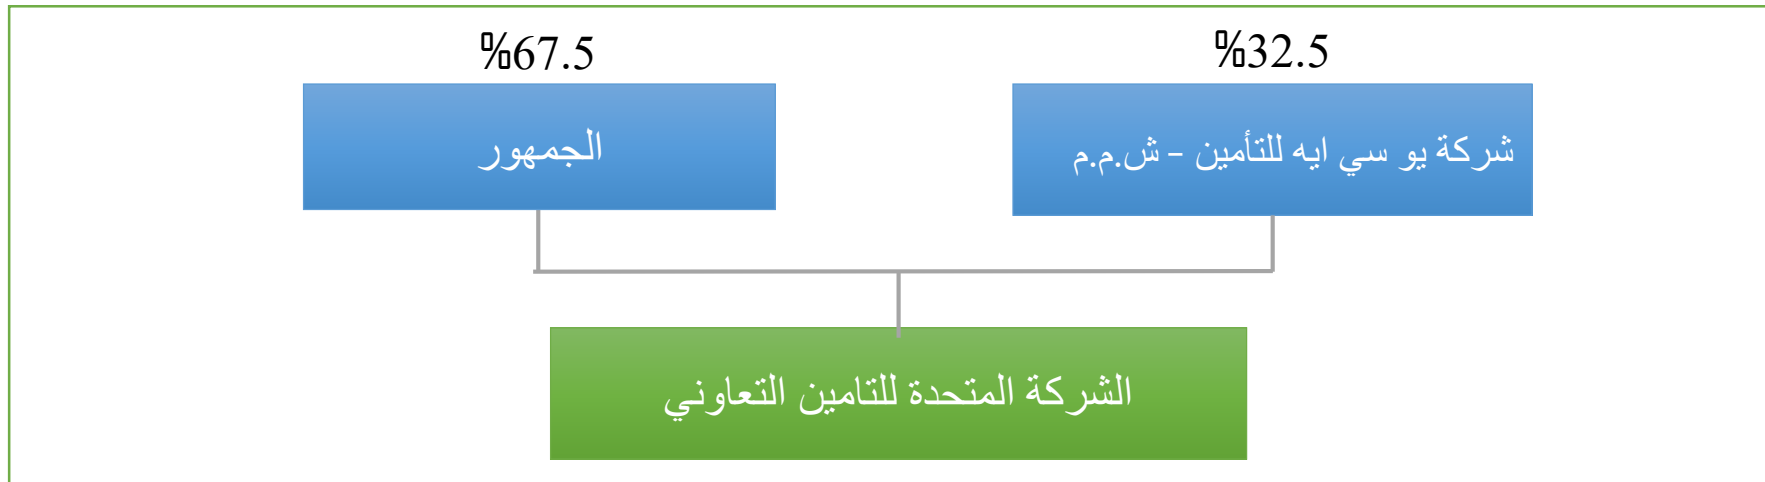 %32.5
%67.5
شركة يو سي ايه للتأمين - ش.م.م
الجمهور
الشركة المتحدة للتامين التعاوني